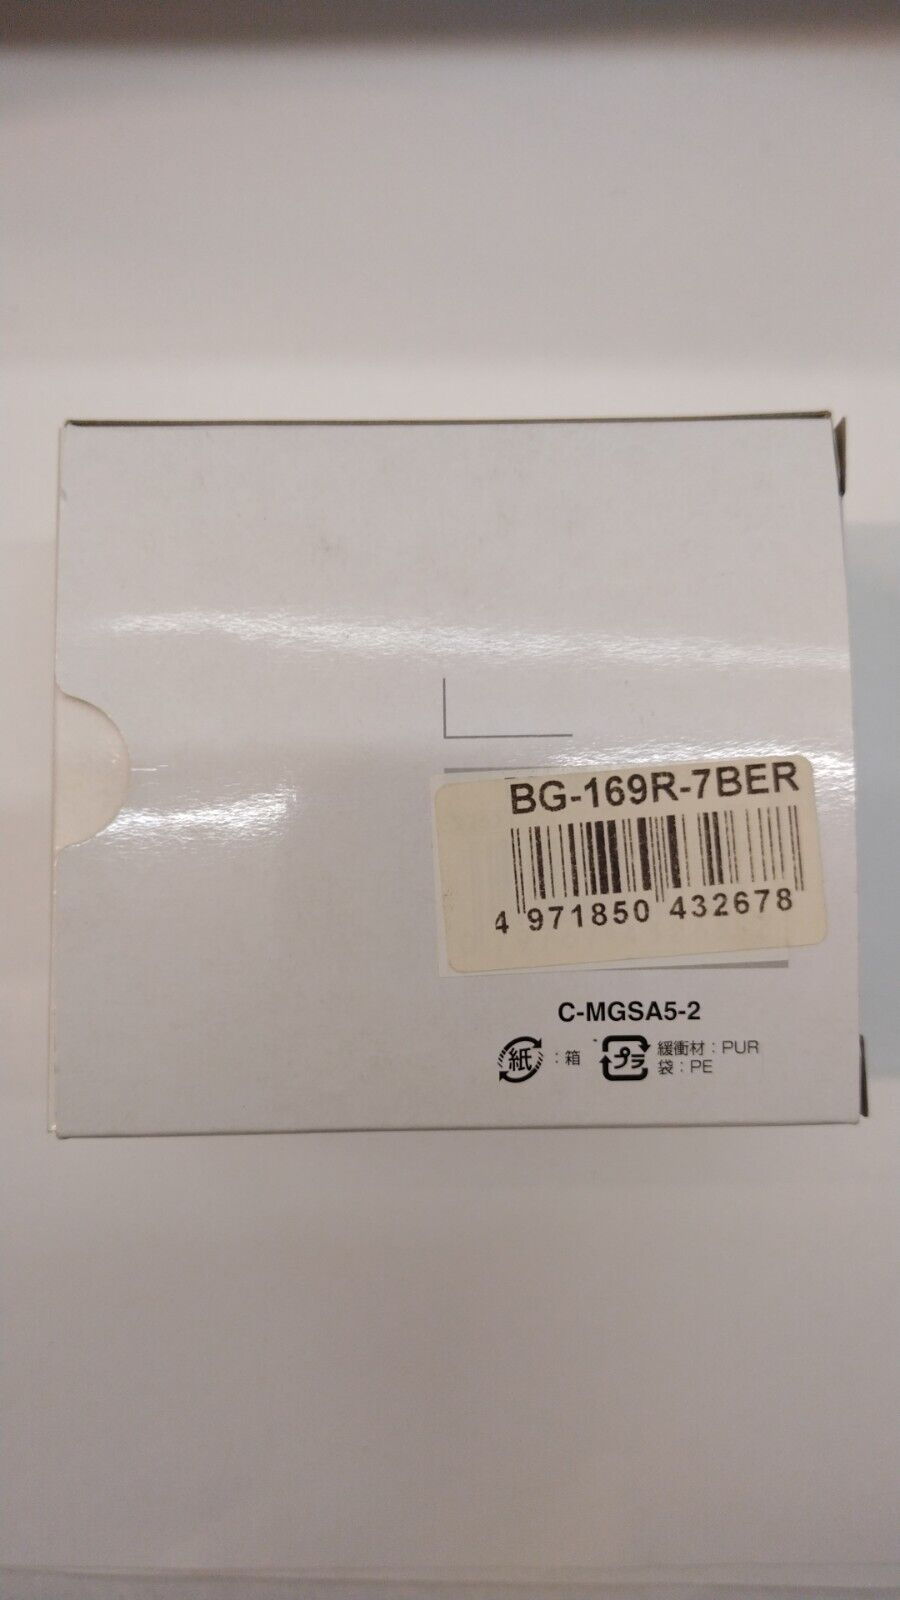 BG-169R-7BER
4 971850 432678
C-MGSA5-2
紙 : 箱
プラ 緩衝材 : PUR
袋 : PE